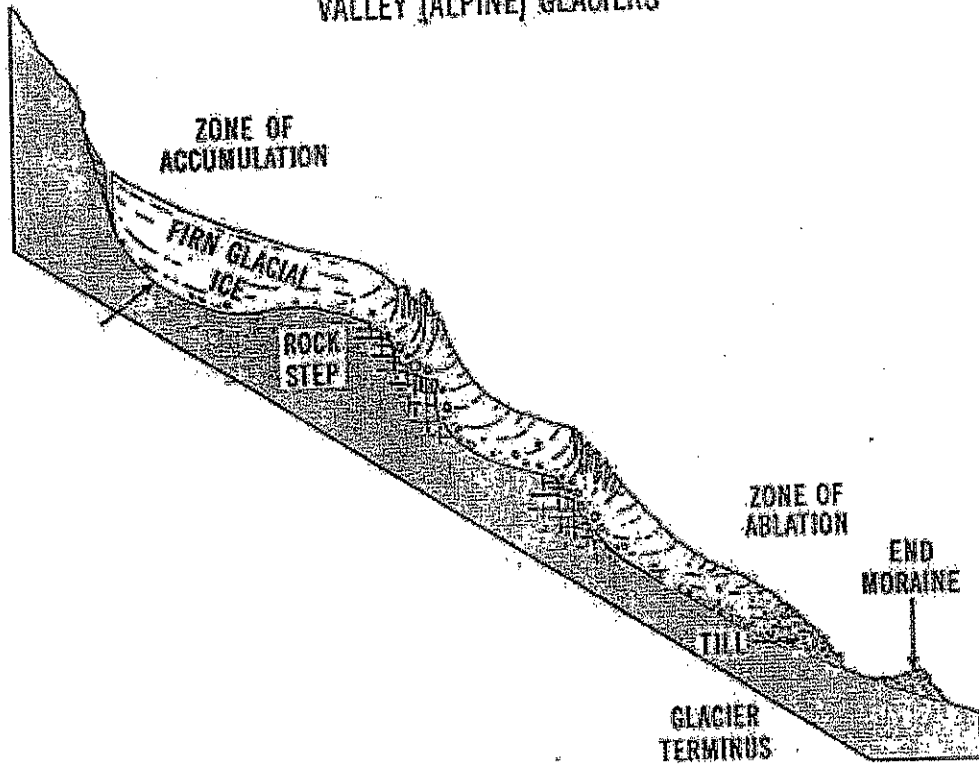 VALLEY (ALPINE) GLACIERS
ZONE OF
ACCUMULATION
FIRN GLACIAL
ICE
ROCK
STEP
ZONE OF
ABLATION
END
MORAINE
TILL
GLACIER
TERMINUS